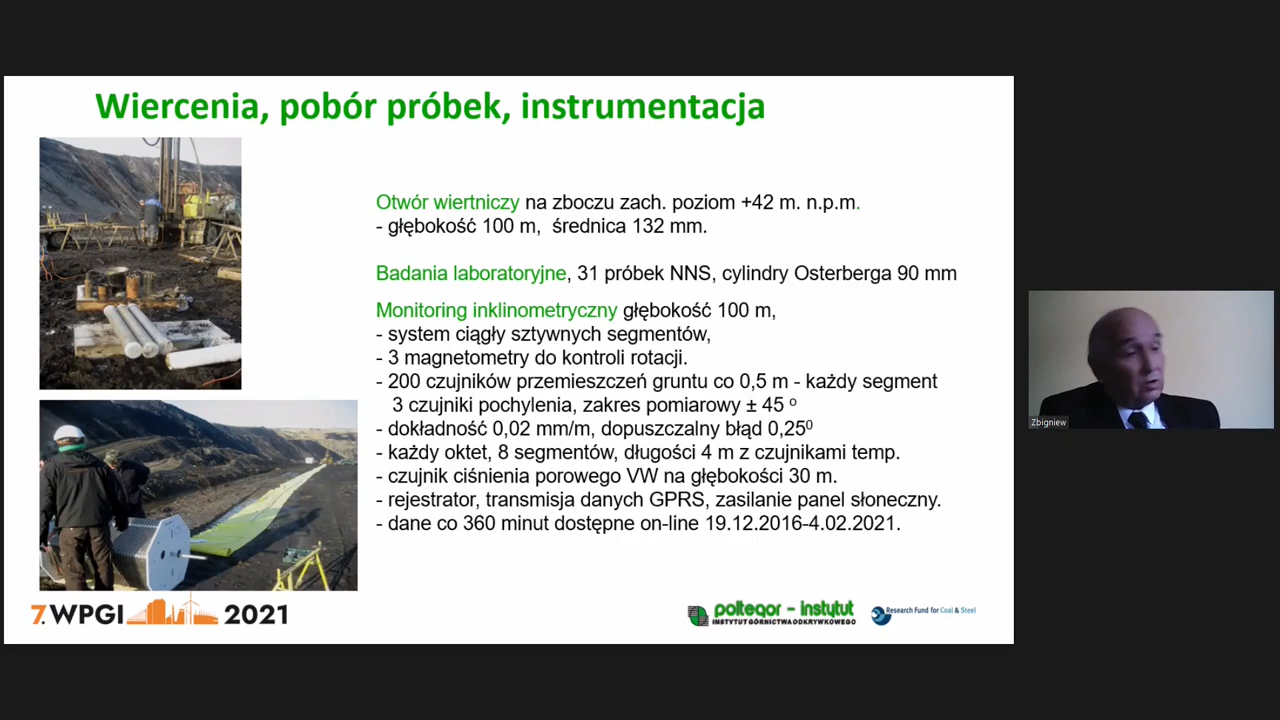 Wiercenia, pobór próbek, instrumentacja
Otwór wiertniczy na zboczu zach. poziom +42 m. n.p.m.
- głębokość 100 m, średnica 132 mm.
Badania laboratoryjne, 31 próbek NNS, cylindry Osterberga 90 mm
Monitoring inklinometryczny głębokość 100 m,
- system ciągły sztywnych segmentów,
- 3 magnetometry do kontroli rotacji.
- 200 czujników przemieszczeń gruntu co 0,5 m - każdy segment
3 czujniki pochylenia, zakres pomiarowy ± 45 º
- dokładność 0,02 mm/m, dopuszczalny błąd 0,25⁰
- każdy oktet, 8 segmentów, długości 4 m z czujnikami temp.
- czujnik ciśnienia porowego VW na głębokości 30 m.
- rejestrator, transmisja danych GPRS, zasilanie panel słoneczny.
- dane co 360 minut dostępne on-line 19.12.2016-4.02.2021.
7. WPGI 2021
poltegor - instytut
INSTYTUT GÓRNICTWA ODKRYWKOWEGO
Research Fund for Coal & Steel
Zbigniew